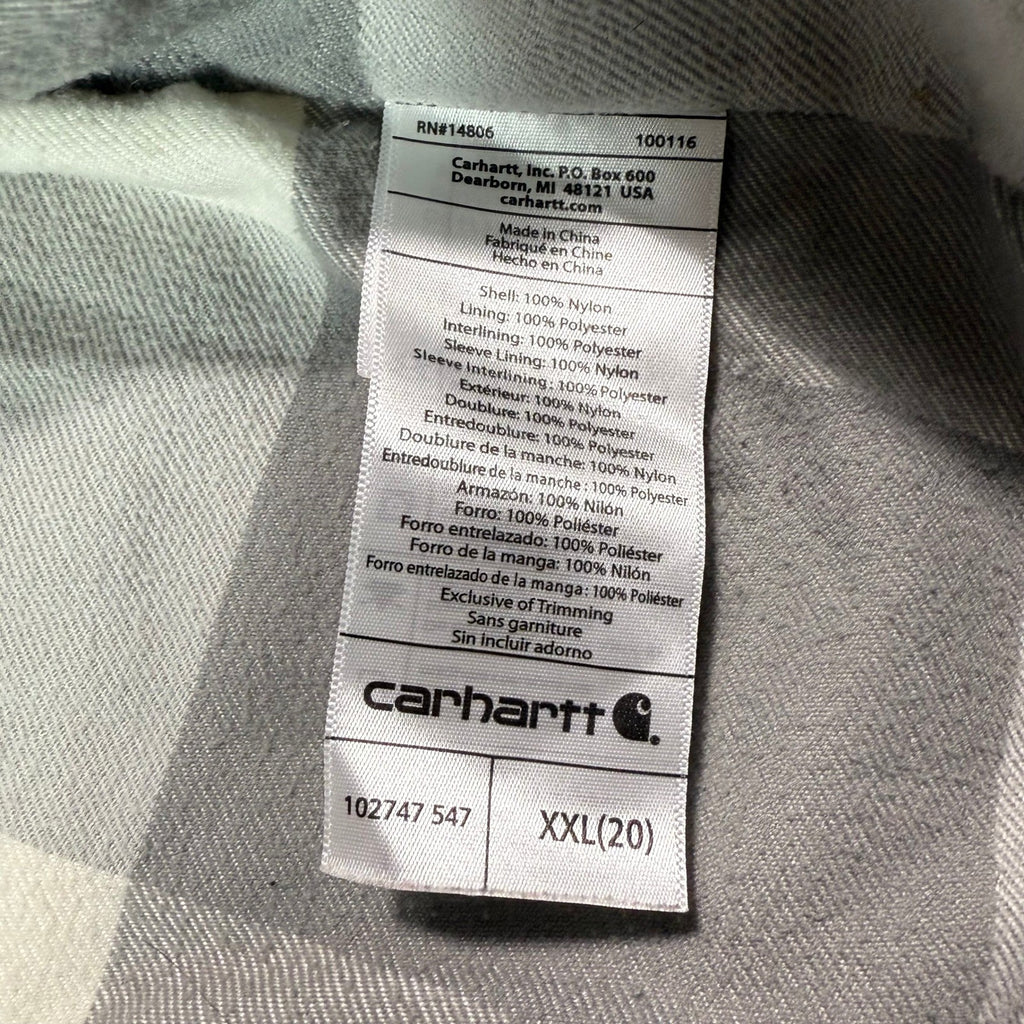 RN#14806 100116
Carhartt, Inc. P.O. Box 600
Dearborn, MI 48121 USA
carhartt.com
Made in China
Fabriqué en Chine
Hecho en China
Shell: 100% Nylon
Lining: 100% Polyester
Interlining: 100% Polyester
Sleeve Lining: 100% Nylon
Sleeve Interlining: 100% Polyester
Extérieur: 100% Nylon
Doublure: 100% Polyester
Entredoublure: 100% Polyester
Doublure de la manche: 100% Nylon
Entredoublure de la manche: 100% Polyester
Armazón: 100% Nilón
Forro: 100% Poliéster
Forro entrelazado: 100% Poliéster
Forro de la manga: 100% Nilón
Forro entrelazado de la manga: 100% Poliéster
Exclusive of Trimming
Sans garniture
Sin incluir adorno
carhartt
102747 547 XXL(20)